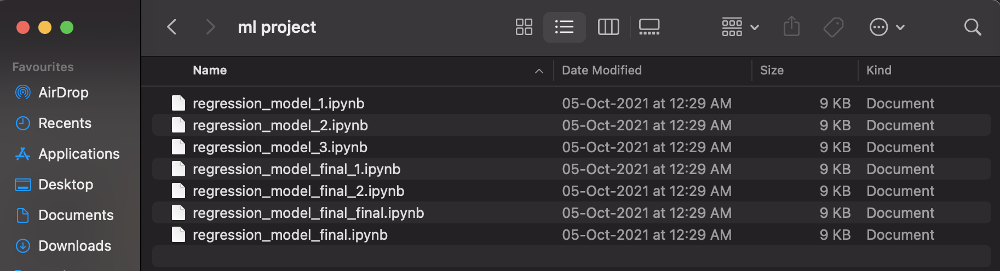 ml project
Favourites
AirDrop
Recents
Applications
Desktop
Documents
Downloads
Name Date Modified Size Kind
regression_model_1.ipynb 05-Oct-2021 at 12:29 AM 9 KB Document
regression_model_2.ipynb 05-Oct-2021 at 12:29 AM 9 KB Document
regression_model_3.ipynb 05-Oct-2021 at 12:29 AM 9 KB Document
regression_model_final_1.ipynb 05-Oct-2021 at 12:29 AM 9 KB Document
regression_model_final_2.ipynb 05-Oct-2021 at 12:29 AM 9 KB Document
regression_model_final_final.ipynb 05-Oct-2021 at 12:29 AM 9 KB Document
regression_model_final.ipynb 05-Oct-2021 at 12:29 AM 9 KB Document